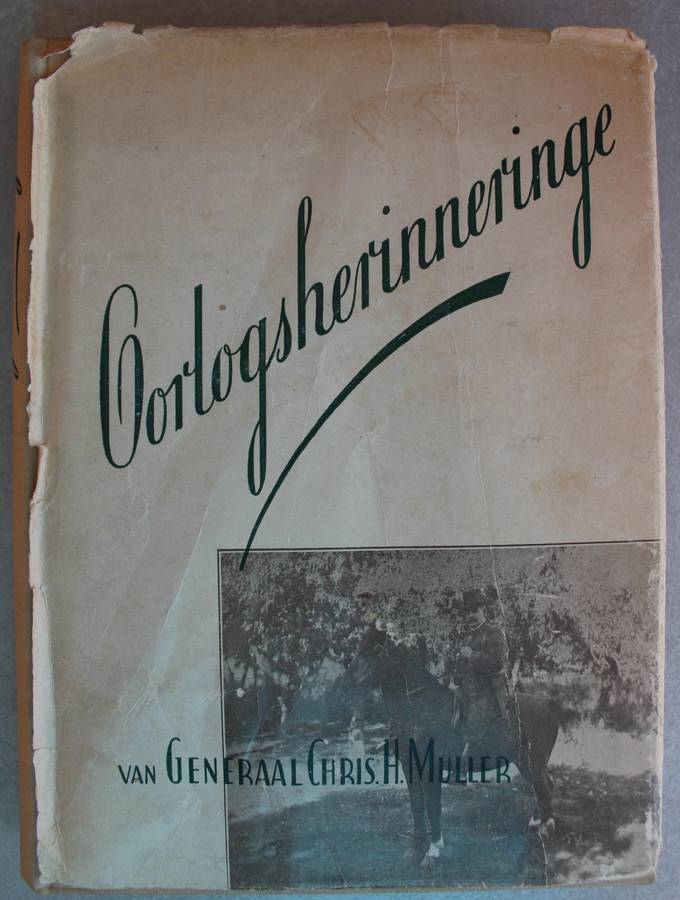 Oorlogsherinneringe
VAN GENERAAL CHRIS. H. MULLER